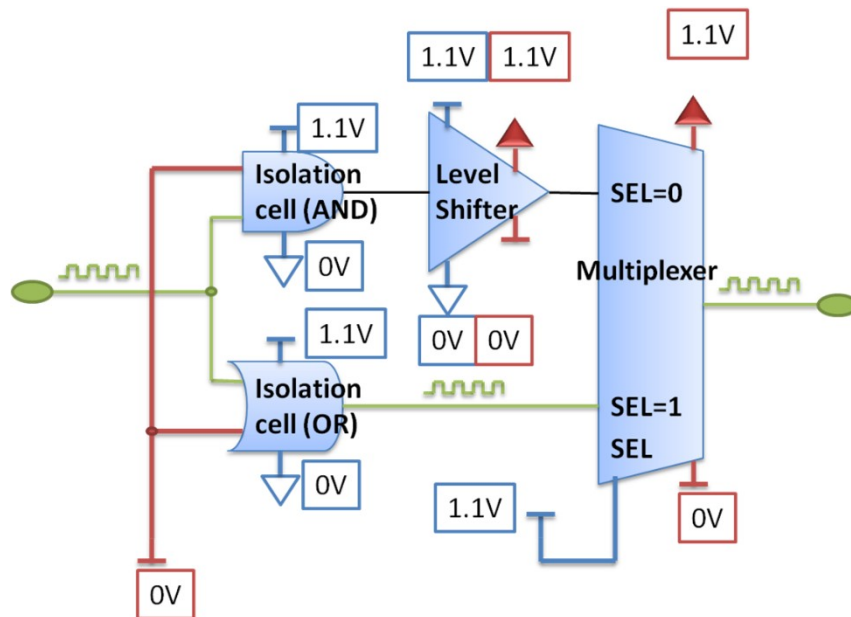 1.1V
1.1V
1.1V
1.1V
Isolation
cell (AND)
Level
Shifter
SEL=0
0V
Multiplexer
1.1V
0V
0V
Isolation
cell (OR)
SEL=1
SEL
0V
1.1V
0V
0V